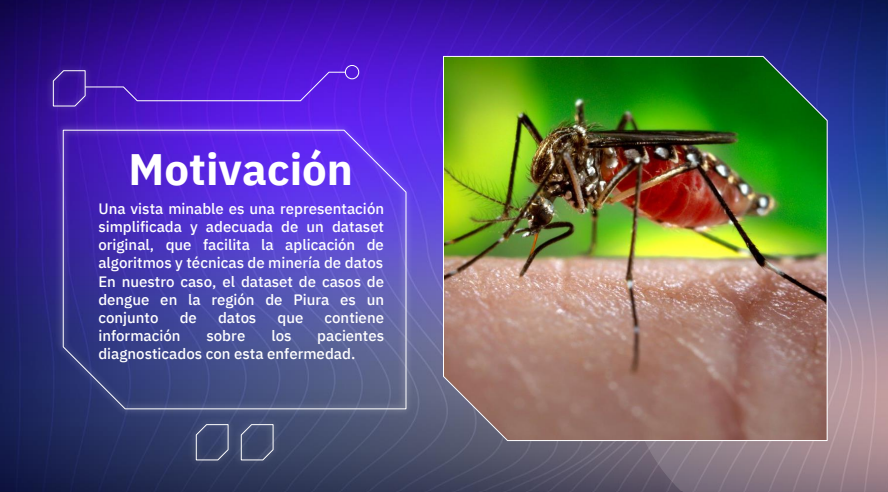 Motivación
Una vista minable es una representación
simplificada y adecuada de un dataset
original, que facilita la aplicación de
algoritmos y técnicas de minería de datos
En nuestro caso, el dataset de casos de
dengue en la región de Piura es un
conjunto de datos que contiene
información sobre los pacientes
diagnosticados con esta enfermedad.